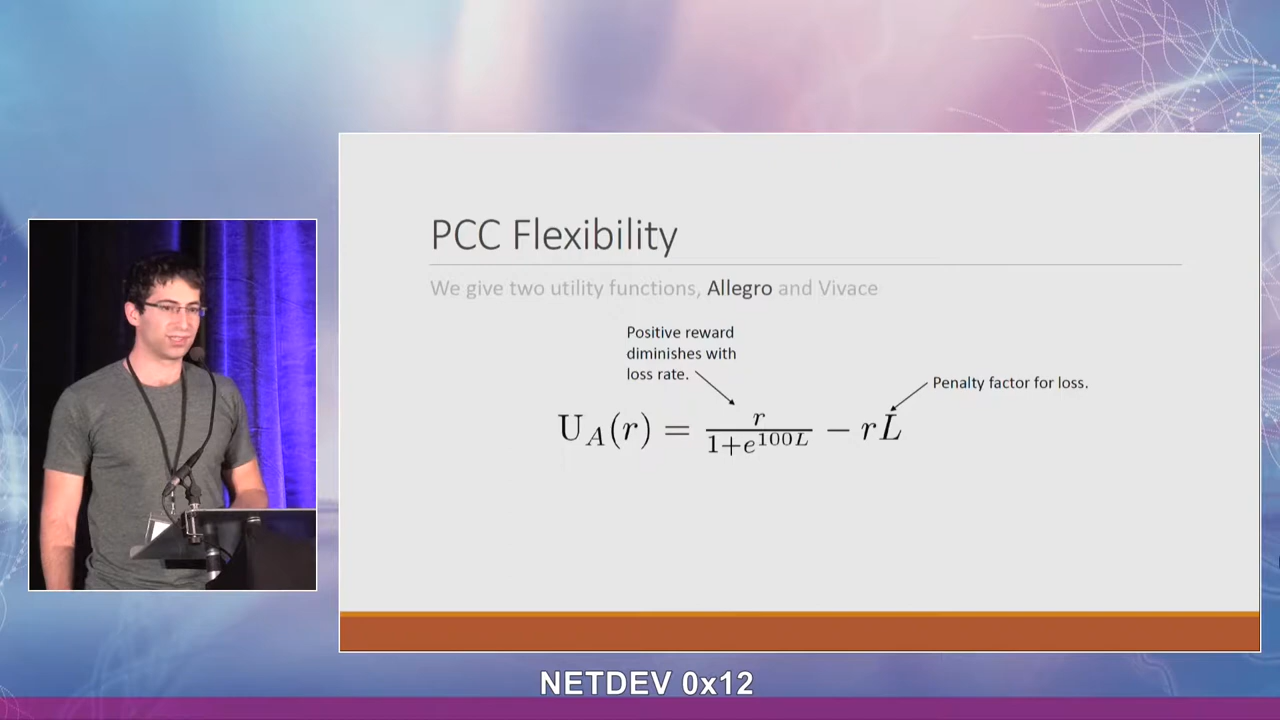 PCC Flexibility
We give two utility functions, Allegro and Vivace
Positive reward
diminishes with
loss rate.
Penalty factor for loss.
U_A(r) = \frac{r}{1+e^{100L}} - rL
NETDEV 0x12